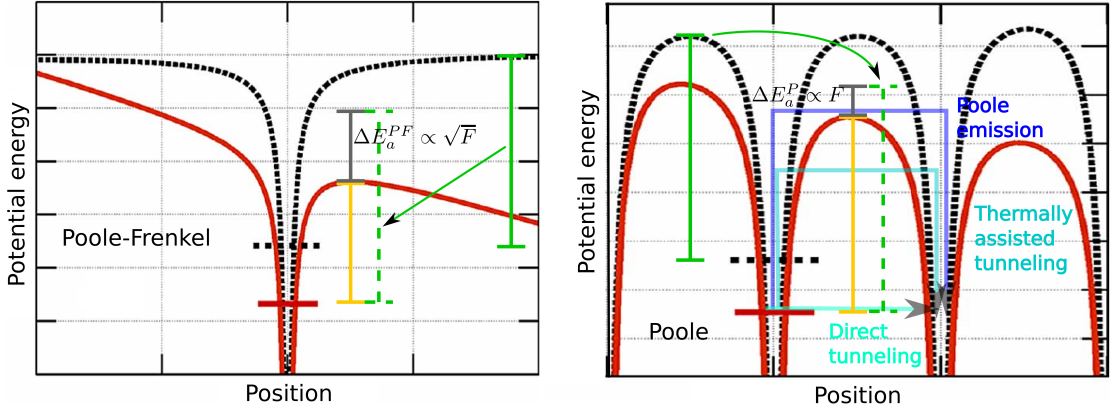 Potential energy
ΔE_a^{PF} ∝ √F
Poole-Frenkel
Position
Potential energy
ΔE_a^P ∝ F
Poole
emission
Thermally
assisted
tunneling
Poole
Direct
tunneling
Position